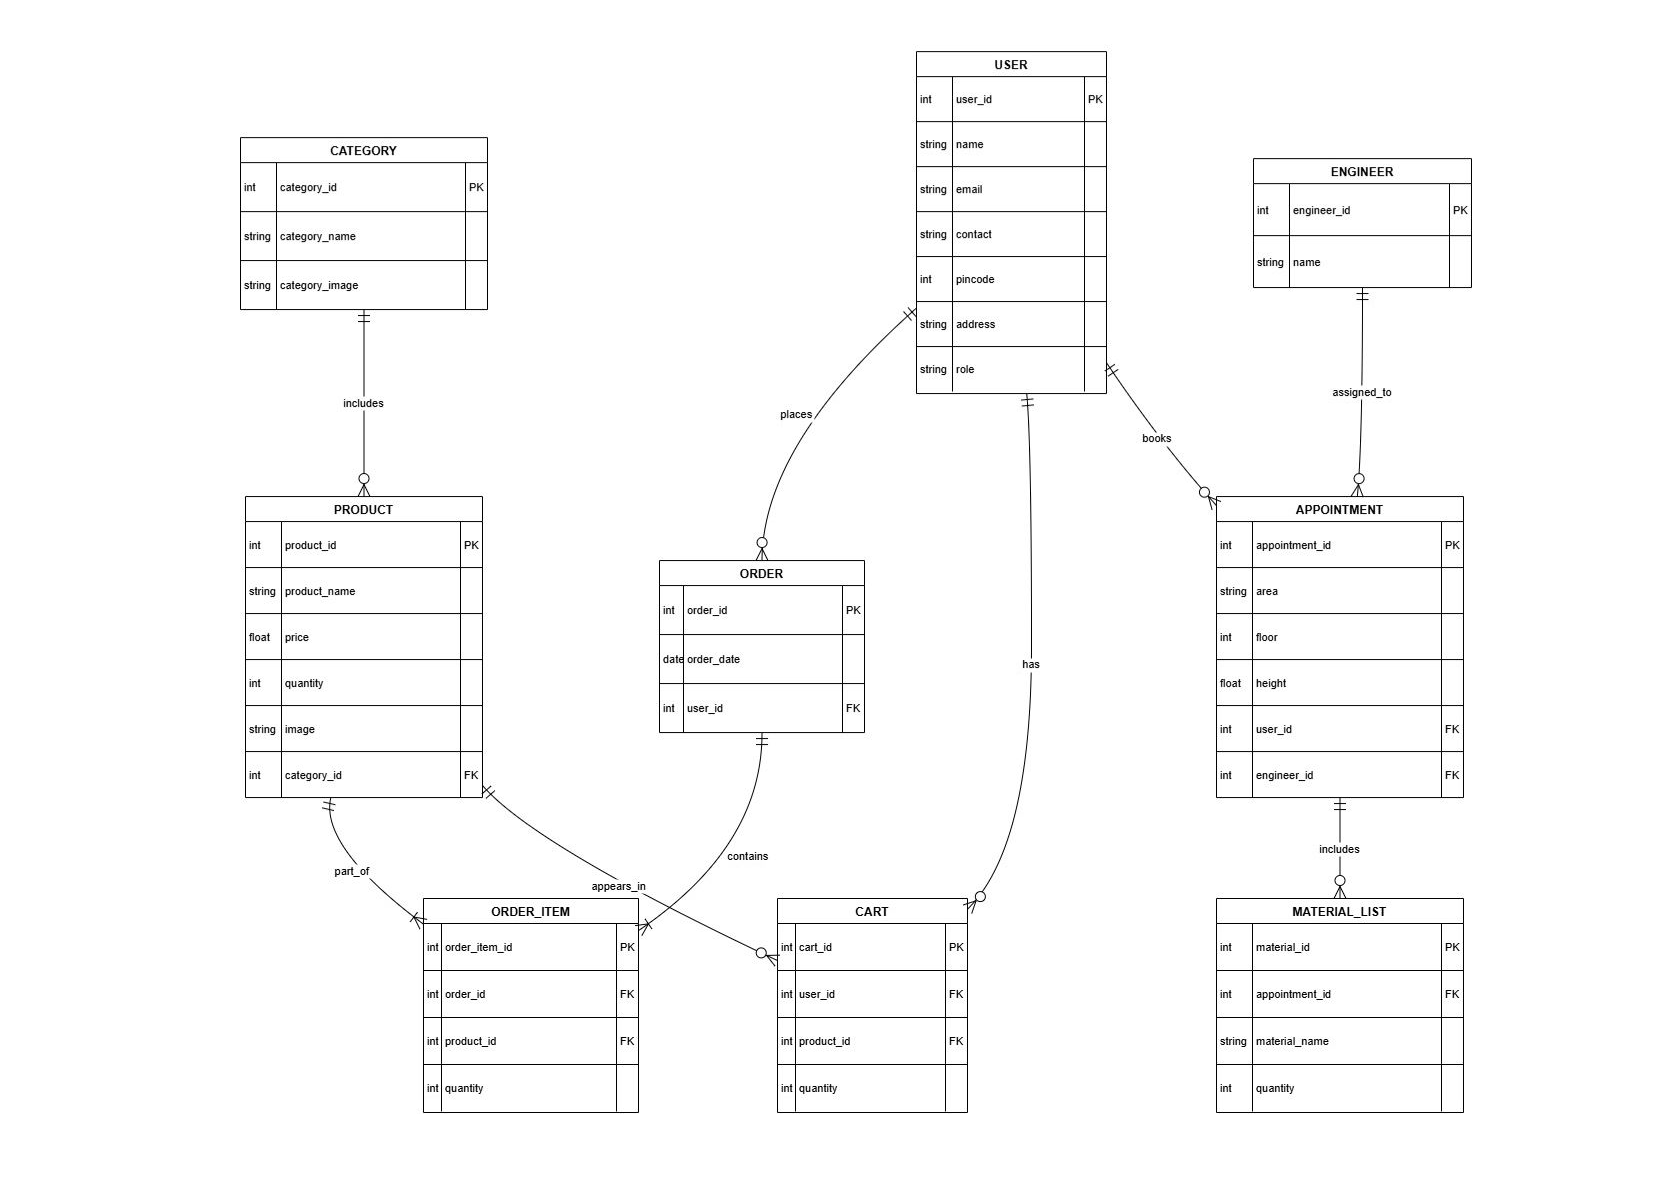 USER
int user_id PK
string name
string email
string contact
int pincode
string address
string role
CATEGORY
int category_id PK
string category_name
string category_image
ENGINEER
int engineer_id PK
string name
includes
places
books
assigned_to
PRODUCT
int product_id PK
string product_name
float price
int quantity
string image
int category_id FK
ORDER
int order_id PK
date order_date
int user_id FK
has
APPOINTMENT
int appointment_id PK
string area
int floor
float height
int user_id FK
int engineer_id FK
part_of
appears_in
contains
includes
ORDER_ITEM
int order_item_id PK
int order_id FK
int product_id FK
int quantity
CART
int cart_id PK
int user_id FK
int product_id FK
int quantity
MATERIAL_LIST
int material_id PK
int appointment_id FK
string material_name
int quantity